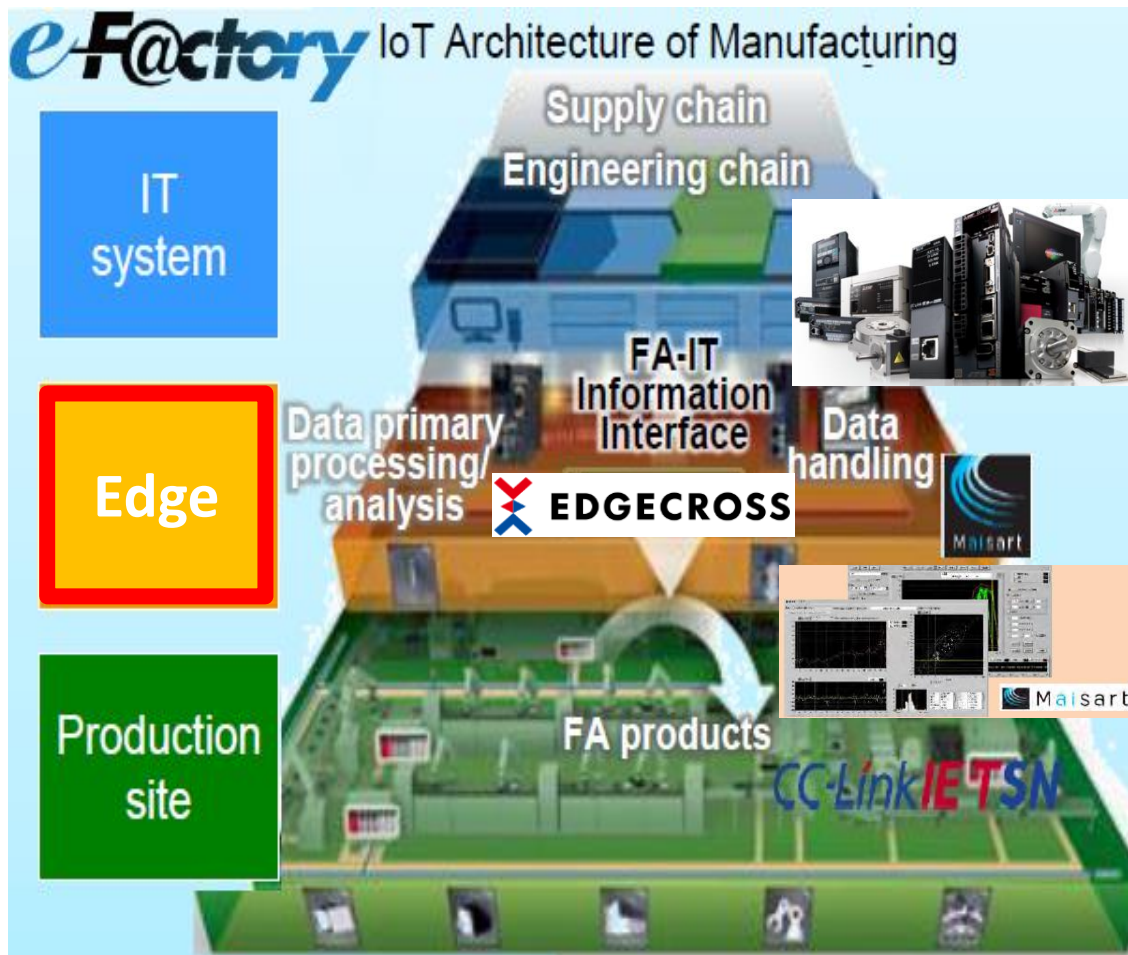 e-F@ctory IoT Architecture of Manufacturing
Supply chain
Engineering chain
IT
system
FA-IT
Information
Interface
Data primary
processing/
analysis
Data
handling
Edge
EDGECROSS
Maisart
Maisart
Production
site
FA products
CC-Link IE TSN